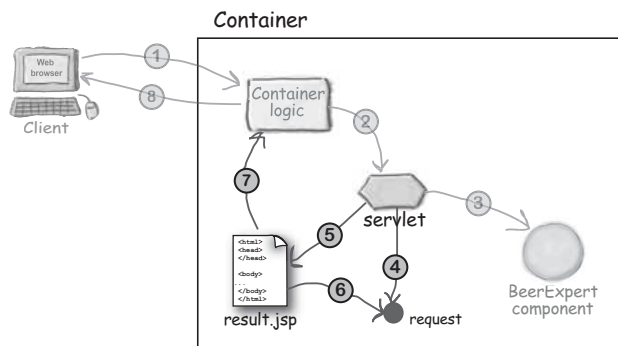 Container
Web
browser
Client
1
8
Container
logic
2
7
servlet
3
5
4
<html>
<head>
</head>
<body>
...
</body>
</html>
6
result.jsp
request
BeerExpert
component